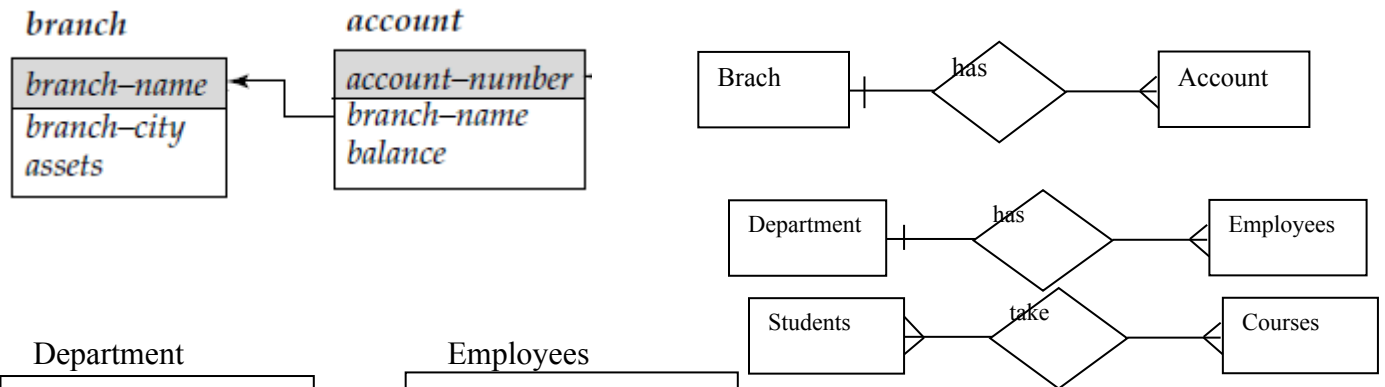 branch
branch–name
branch–city
assets
account
account–number
branch–name
balance
Brach
has
Account
Department
has
Employees
Students
take
Courses
Department
Employees